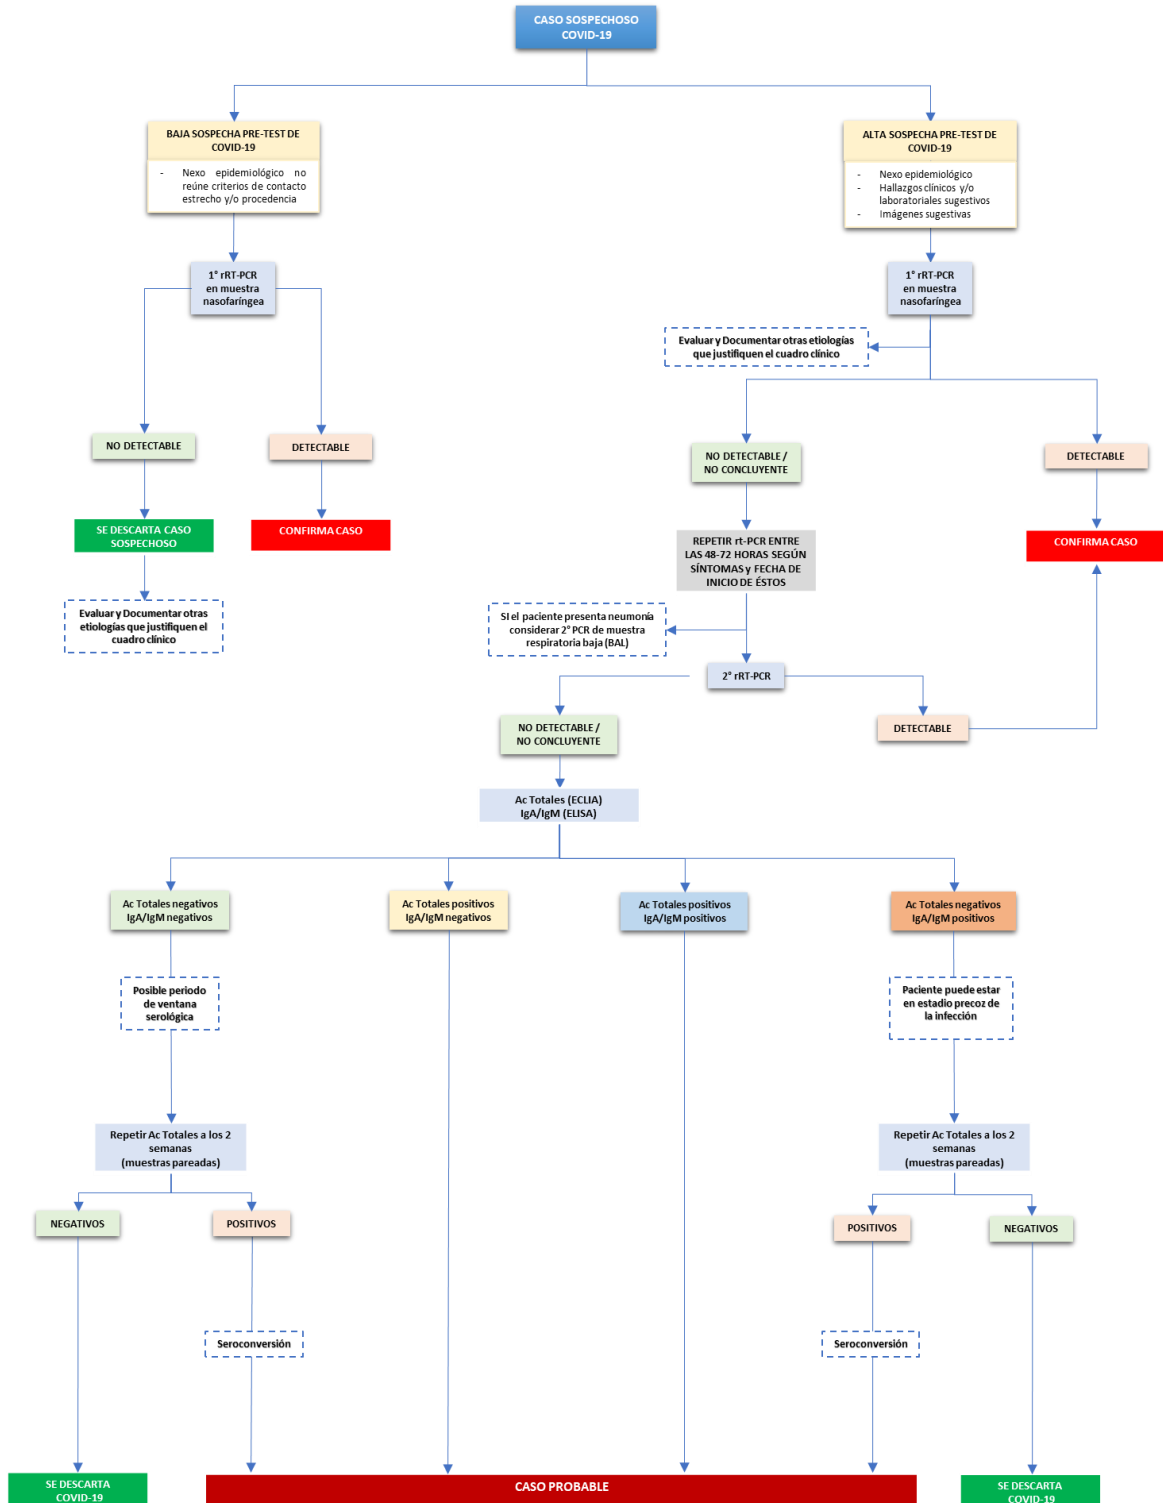 CASO SOSPECHOSO
COVID-19
BAJA SOSPECHA PRE-TEST DE
COVID-19
- Nexo epidemiológico no
reúne criterios de contacto
estrecho y/o procedencia
ALTA SOSPECHA PRE-TEST DE
COVID-19
- Nexo epidemiológico
- Hallazgos clínicos y/o
laboratoriales sugestivos
- Imágenes sugestivas
1° rRT-PCR
en muestra
nasofaríngea
1° rRT-PCR
en muestra
nasofaríngea
Evaluar y Documentar otras etiologías
que justifiquen el cuadro clínico
NO DETECTABLE
DETECTABLE
NO DETECTABLE /
NO CONCLUYENTE
DETECTABLE
SE DESCARTA CASO
SOSPECHOSO
CONFIRMA CASO
REPETIR rt-PCR ENTRE
LAS 48-72 HORAS SEGÚN
SÍNTOMAS y FECHA DE
INICIO DE ÉSTOS
CONFIRMA CASO
Evaluar y Documentar otras
etiologías que justifiquen el
cuadro clínico
SI el paciente presenta neumonía
considerar 2° PCR de muestra
respiratoria baja (BAL)
2° rRT-PCR
NO DETECTABLE /
NO CONCLUYENTE
DETECTABLE
Ac Totales (ECLIA)
IgA/IgM (ELISA)
Ac Totales negativos
IgA/IgM negativos
Ac Totales positivos
IgA/IgM negativos
Ac Totales positivos
IgA/IgM positivos
Ac Totales negativos
IgA/IgM positivos
Posible periodo
de ventana
serológica
Paciente puede estar
en estadio precoz de
la infección
Repetir Ac Totales a los 2
semanas
(muestras pareadas)
Repetir Ac Totales a los 2
semanas
(muestras pareadas)
NEGATIVOS
POSITIVOS
POSITIVOS
NEGATIVOS
Seroconversión
Seroconversión
SE DESCARTA
COVID-19
CASO PROBABLE
SE DESCARTA
COVID-19